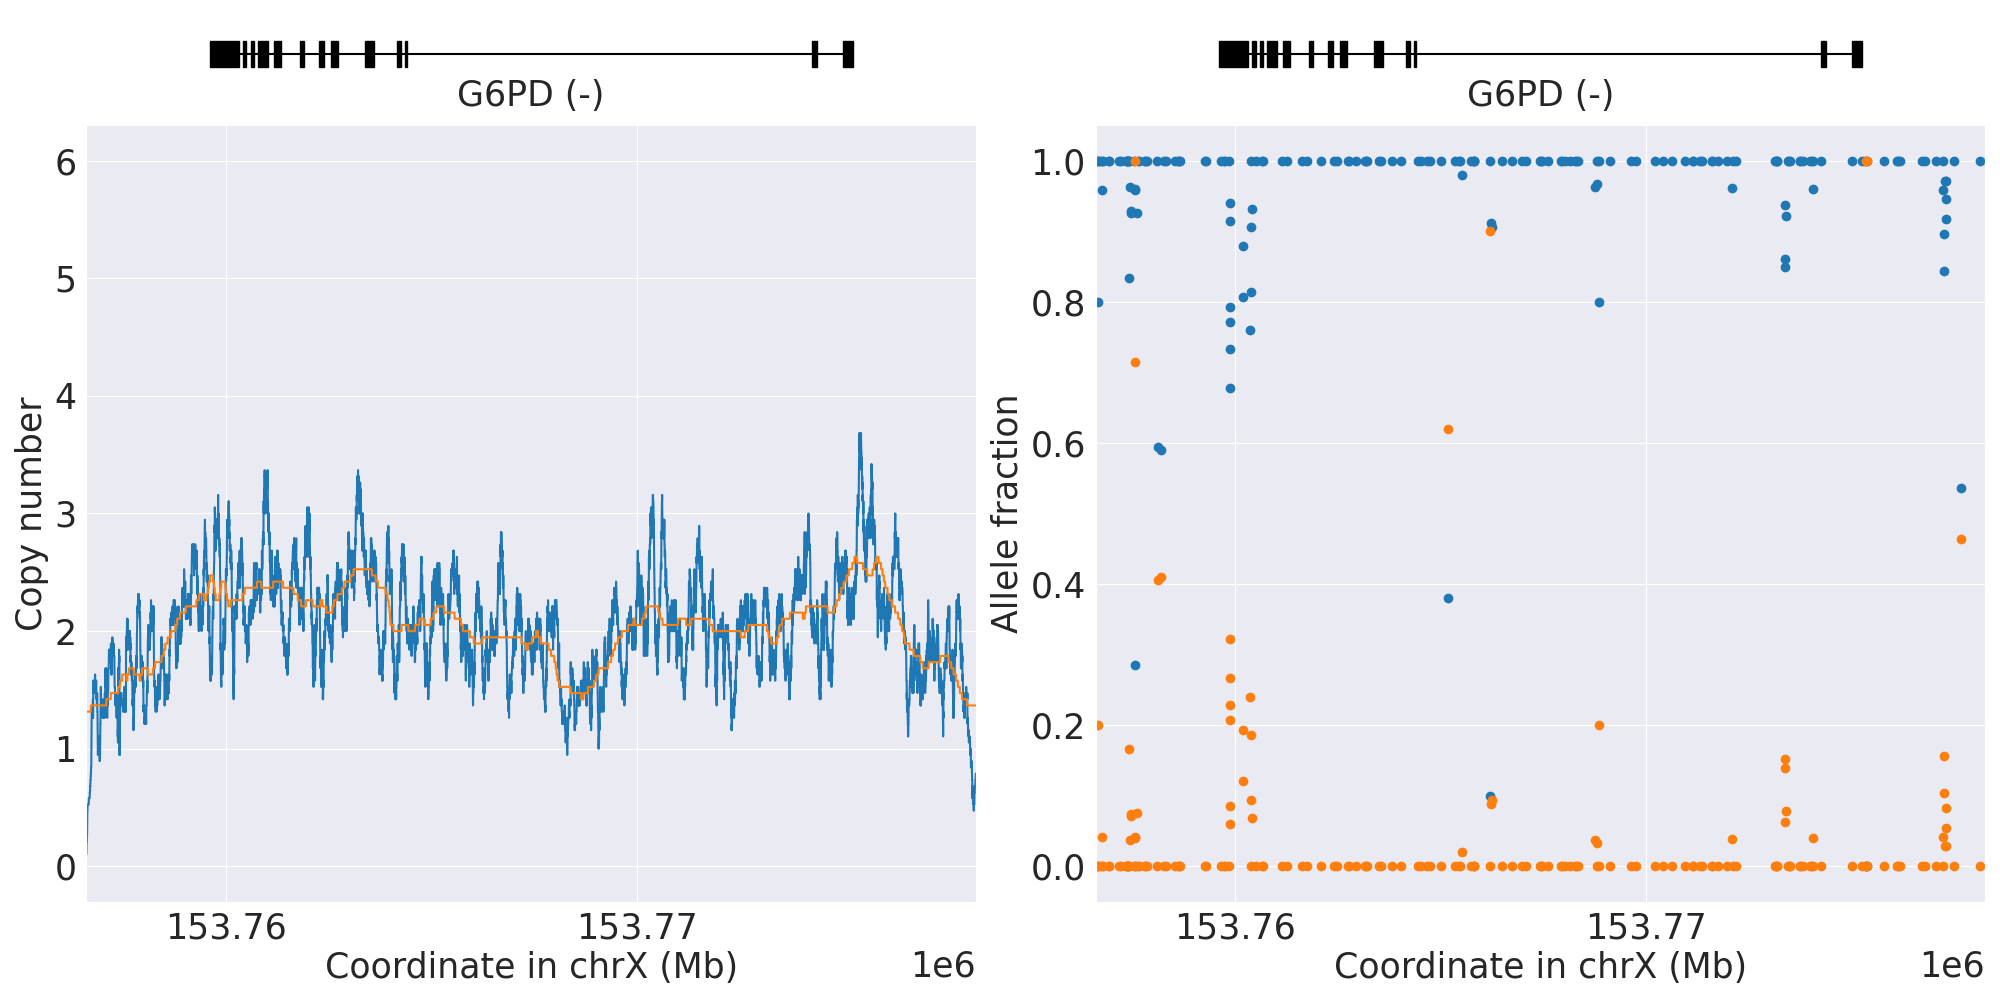 G6PD (-)
6
5
4
3
2
1
0
Copy number
153.76
153.77
Coordinate in chrX (Mb)
1e6
G6PD (-)
1.0
0.8
0.6
0.4
0.2
0.0
Allele fraction
153.76
153.77
Coordinate in chrX (Mb)
1e6